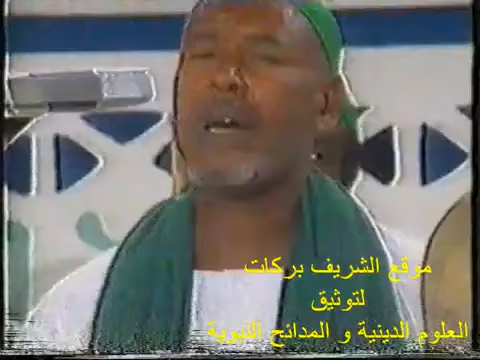 موقع الشريف بركات
لتوثيق
العلوم الدينية و المدائح النبوية